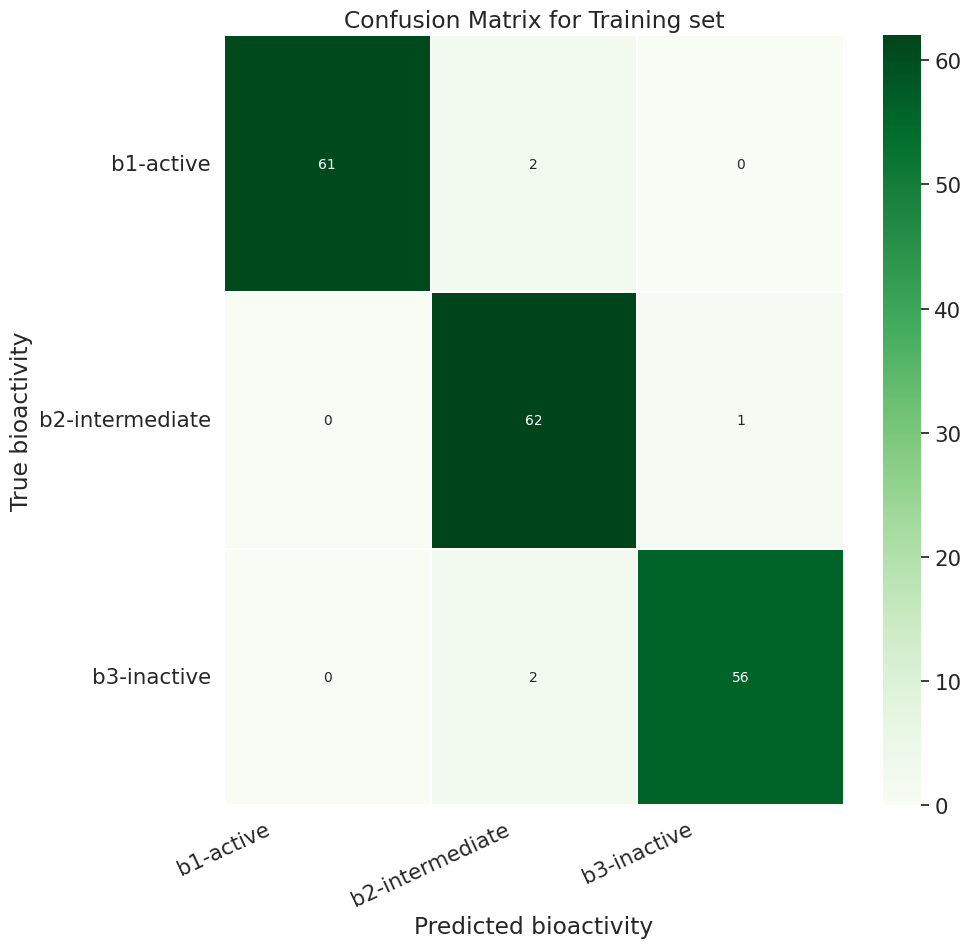 Confusion Matrix for Training set
b1-active
61
2
0
b2-intermediate
0
62
1
b3-inactive
0
2
56
True bioactivity
b1-active
b2-intermediate
b3-inactive
Predicted bioactivity
60
50
40
30
20
10
0